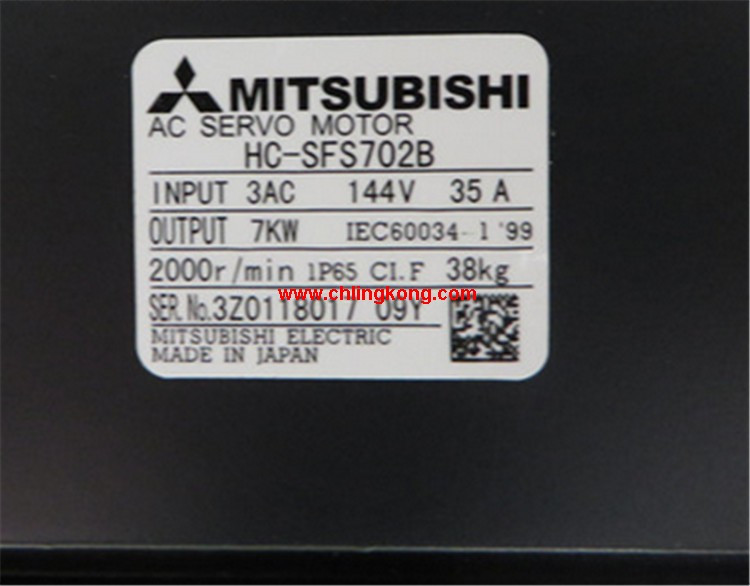 MITSUBISHI
AC SERVO MOTOR
HC-SFS702B
INPUT 3AC 144V 35 A
OUTPUT 7KW IEC60034-1 '99
2000r/min IP65 CI.F 38kg
www.chlingkong.com
SER.No.3Z0118017 09Y
MITSUBISHI ELECTRIC
MADE IN JAPAN